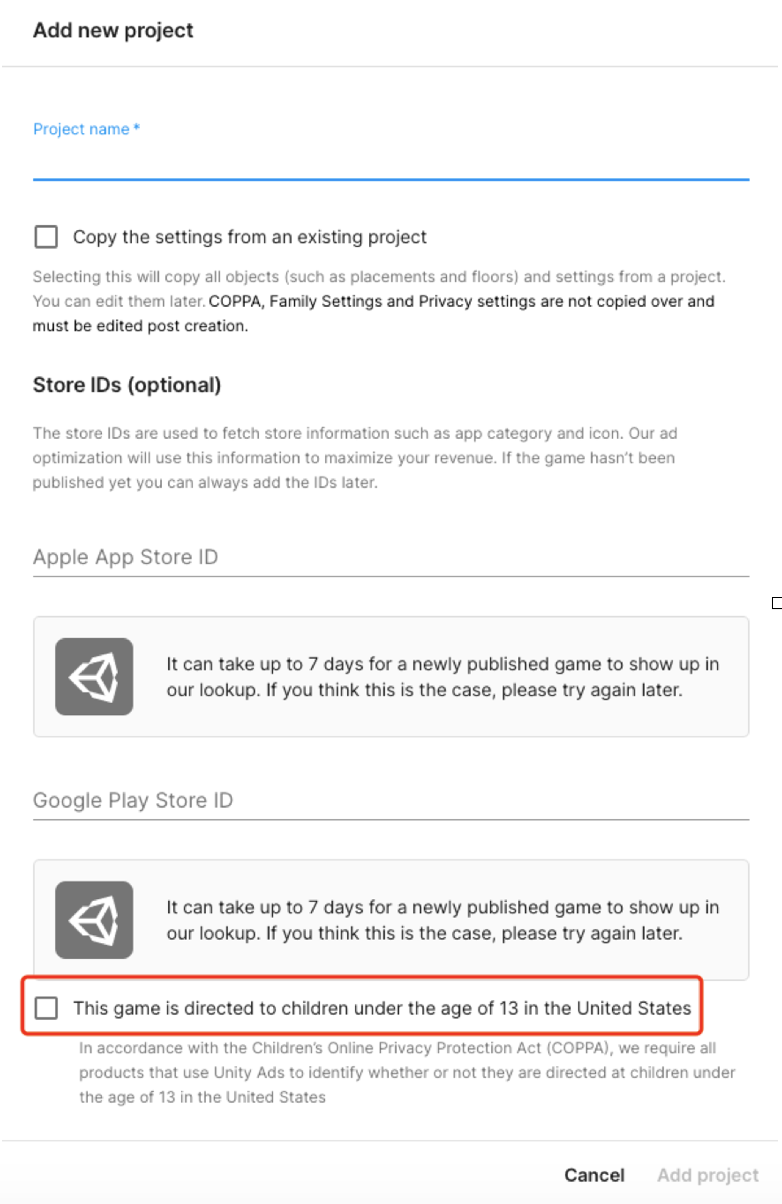 Add new project
Project name *
Copy the settings from an existing project
Selecting this will copy all objects (such as placements and floors) and settings from a project.
You can edit them later. COPPA, Family Settings and Privacy settings are not copied over and
must be edited post creation.
Store IDs (optional)
The store IDs are used to fetch store information such as app category and icon. Our ad
optimization will use this information to maximize your revenue. If the game hasn't been
published yet you can always add the IDs later.
Apple App Store ID
It can take up to 7 days for a newly published game to show up in
our lookup. If you think this is the case, please try again later.
Google Play Store ID
It can take up to 7 days for a newly published game to show up in
our lookup. If you think this is the case, please try again later.
This game is directed to children under the age of 13 in the United States
In accordance with the Children's Online Privacy Protection Act (COPPA), we require all
products that use Unity Ads to identify whether or not they are directed at children under
the age of 13 in the United States
Cancel Add project